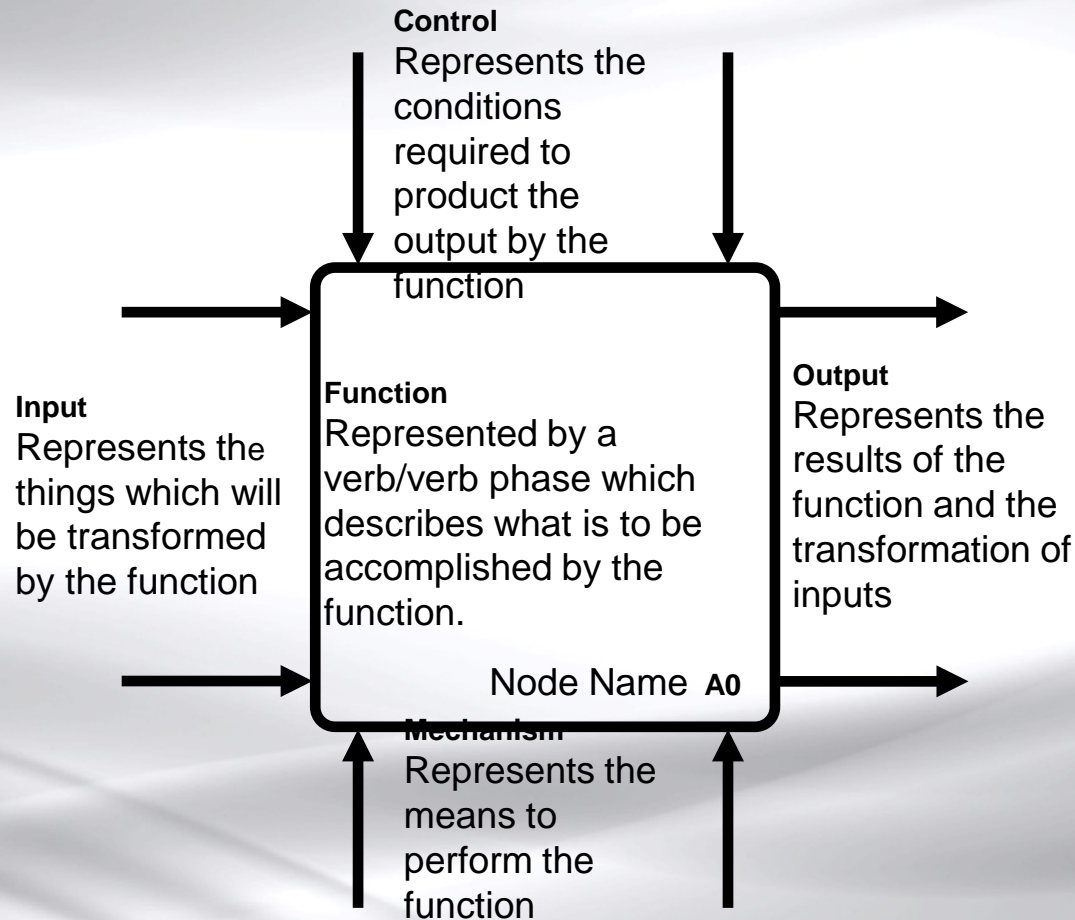 Control
Represents the
conditions
required to
product the
output by the
function
Input
Represents the
things which will
be transformed
by the function
Function
Represented by a
verb/verb phase which
describes what is to be
accomplished by the
function.
Node Name A0
Output
Represents the
results of the
function and the
transformation of
inputs
Mechanism
Represents the
means to
perform the
function